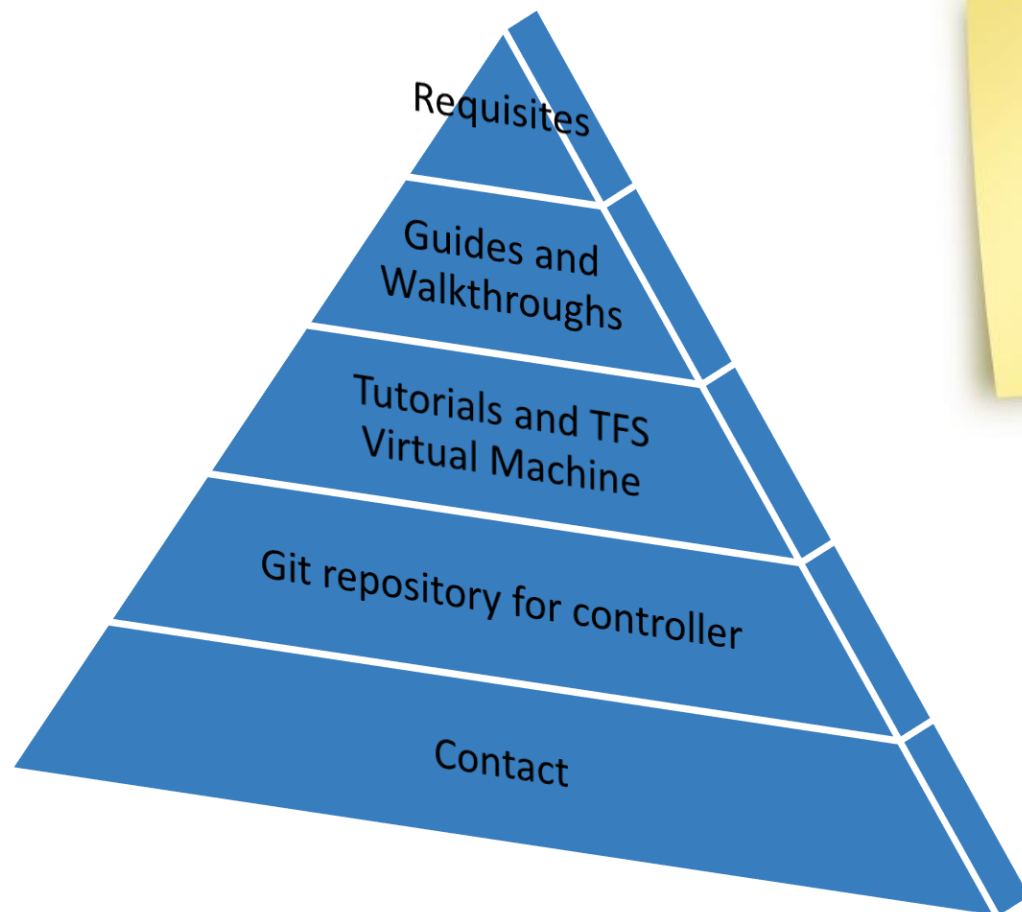 Requisites
Guides and
Walkthroughs
Tutorials and TFS
Virtual Machine
Git repository for controller
Contact